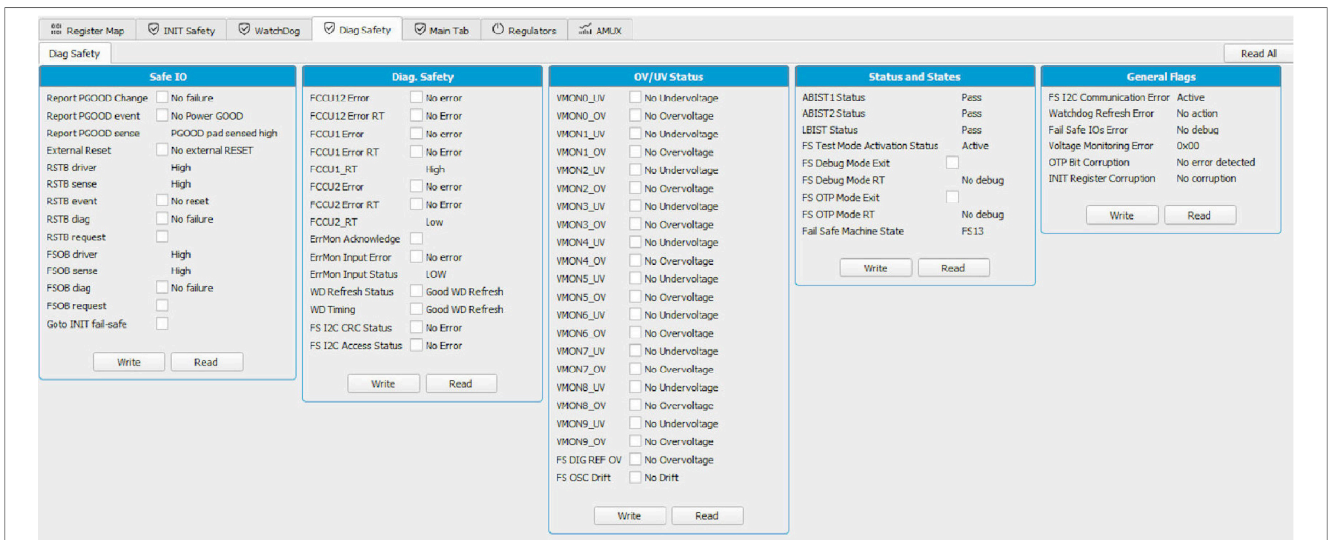 Register Map INIT Safety WatchDog Diag Safety Main Tab Regulators AMUX
Diag Safety Read All
Safe IO
Report PGOOD Change No failure
Report PGOOD event No Power GOOD
Report PGOOD sense PGOOD pad sensed high
External Reset No external RESET
RSTB driver High
RSTB sense High
RSTB event No reset
RSTB diag No failure
RSTB request
FSOB driver High
FSOB sense High
FSOB diag No failure
FSOB request
Goto INIT fail-safe
Write Read
Diag. Safety
FCCU12 Error No error
FCCU12 Error RT No Error
FCCU1 Error No error
FCCU1 Error RT No Error
FCCU1_RT High
FCCU2 Error No error
FCCU2 Error RT No Error
FCCU2_RT Low
ErrMon Acknowledge
ErrMon Input Error No error
ErrMon Input Status LOW
WD Refresh Status Good WD Refresh
WD Timing Good WD Refresh
FS I2C CRC Status No Error
FS I2C Access Status No Error
Write Read
OV/UV Status
VMON0_UV No Undervoltage
VMON0_OV No Overvoltage
VMON1_UV No Undervoltage
VMON1_OV No Overvoltage
VMON2_UV No Undervoltage
VMON2_OV No Overvoltage
VMON3_UV No Undervoltage
VMON3_OV No Overvoltage
VMON4_UV No Undervoltage
VMON4_OV No Overvoltage
VMON5_UV No Undervoltage
VMON5_OV No Overvoltage
VMON6_UV No Undervoltage
VMON6_OV No Overvoltage
VMON7_UV No Undervoltage
VMON7_OV No Overvoltage
VMON8_UV No Undervoltage
VMON8_OV No Overvoltage
VMON9_UV No Undervoltage
VMON9_OV No Overvoltage
FS DIG REF OV No Overvoltage
FS OSC Drift No Drift
Write Read
Status and States
ABIST1 Status Pass
ABIST2 Status Pass
LBIST Status Pass
FS Test Mode Activation Status Active
FS Debug Mode Exit
FS Debug Mode RT No debug
FS OTP Mode Exit
FS OTP Mode RT No debug
Fail Safe Machine State FS13
Write Read
General Flags
FS I2C Communication Error Active
Watchdog Refresh Error No action
Fail Safe IOs Error No debug
Voltage Monitoring Error 0x00
OTP Bit Corruption No error detected
INIT Register Corruption No corruption
Write Read